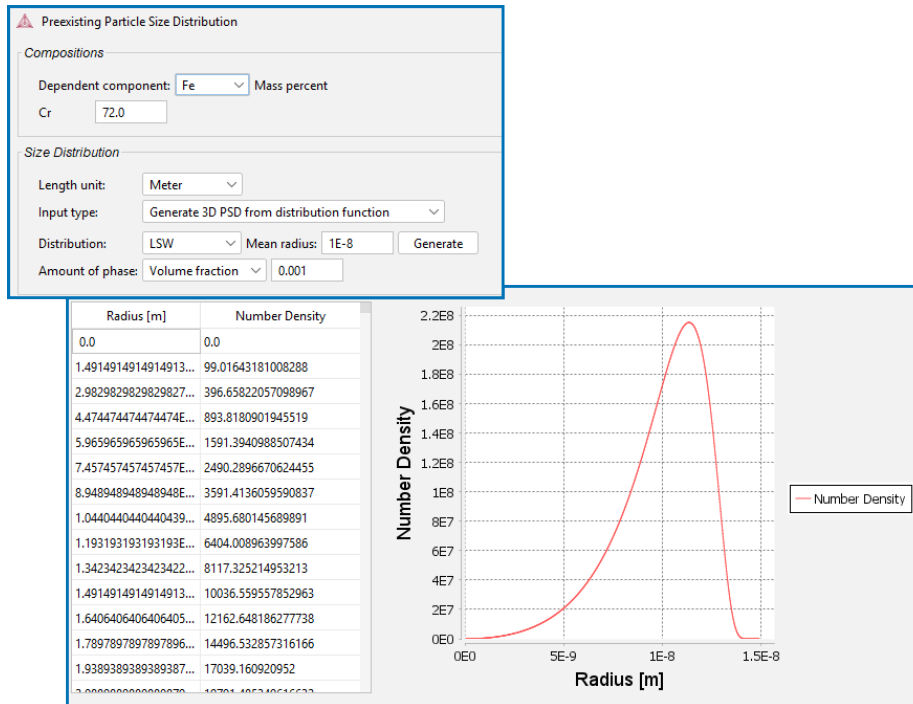 Preexisting Particle Size Distribution
Compositions
Dependent component: Fe Mass percent
Cr 72.0
Size Distribution
Length unit: Meter
Input type: Generate 3D PSD from distribution function
Distribution: LSW Mean radius: 1E-8 Generate
Amount of phase: Volume fraction 0.001
Radius [m] Number Density
0.0 0.0
1.4914914914914913... 99.01643181008288
2.9829829829829827... 396.65822057098967
4.474474474474474E... 893.8180901945519
5.965965965965965E... 1591.3940988507434
7.457457457457457E... 2490.2896670624455
8.948948948948948E... 3591.4136059590837
1.0440440440440439... 4895.680145689891
1.193193193193193E... 6404.008963997586
1.3423423423423422... 8117.325214953213
1.4914914914914913... 10036.559557852963
1.6406406406406405... 12162.648186277738
1.7897897897897896... 14496.532857316166
1.9389389389389387... 17039.160920952
2.2E8
2E8
1.8E8
1.6E8
1.4E8
1.2E8
1E8
8E7
6E7
4E7
2E7
0E0
Number Density
0E0 5E-9 1E-8 1.5E-8
Radius [m]
Number Density